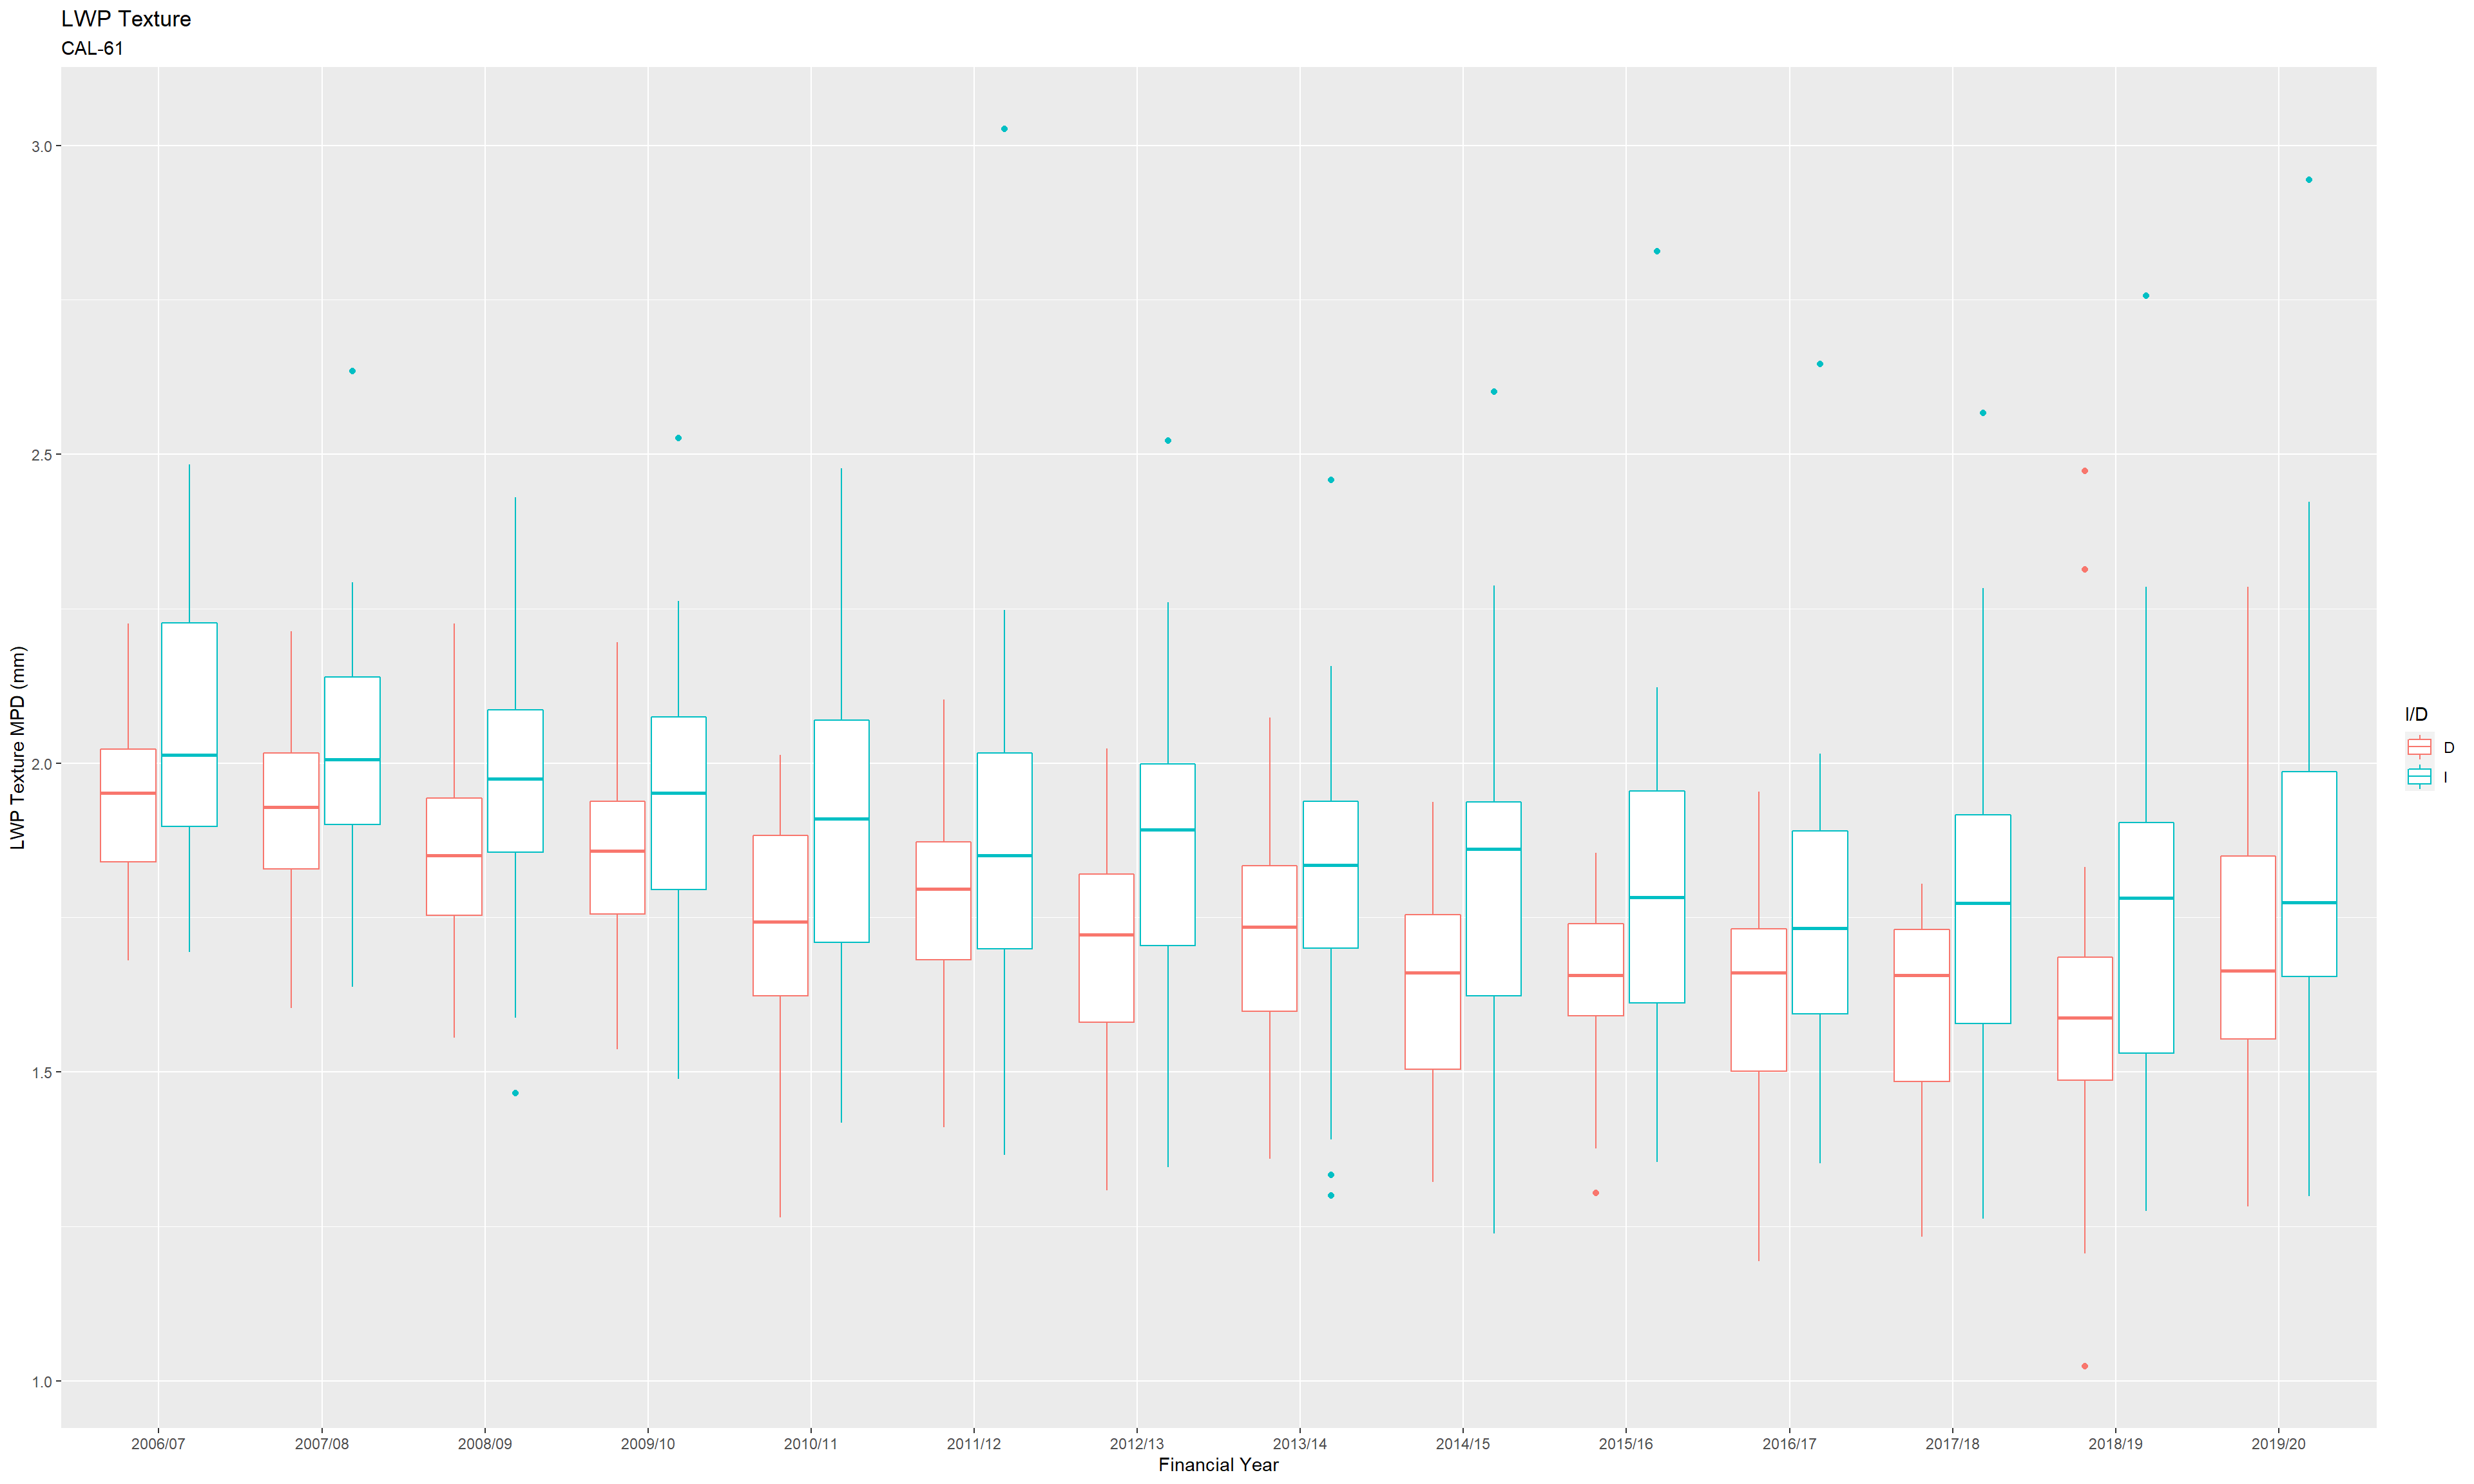 LWP Texture
CAL-61
LWP Texture MPD (mm)
3.0
2.5
2.0
1.5
1.0
2006/07
2007/08
2008/09
2009/10
2010/11
2011/12
2012/13
2013/14
2014/15
2015/16
2016/17
2017/18
2018/19
2019/20
Financial Year
I/D
D
I